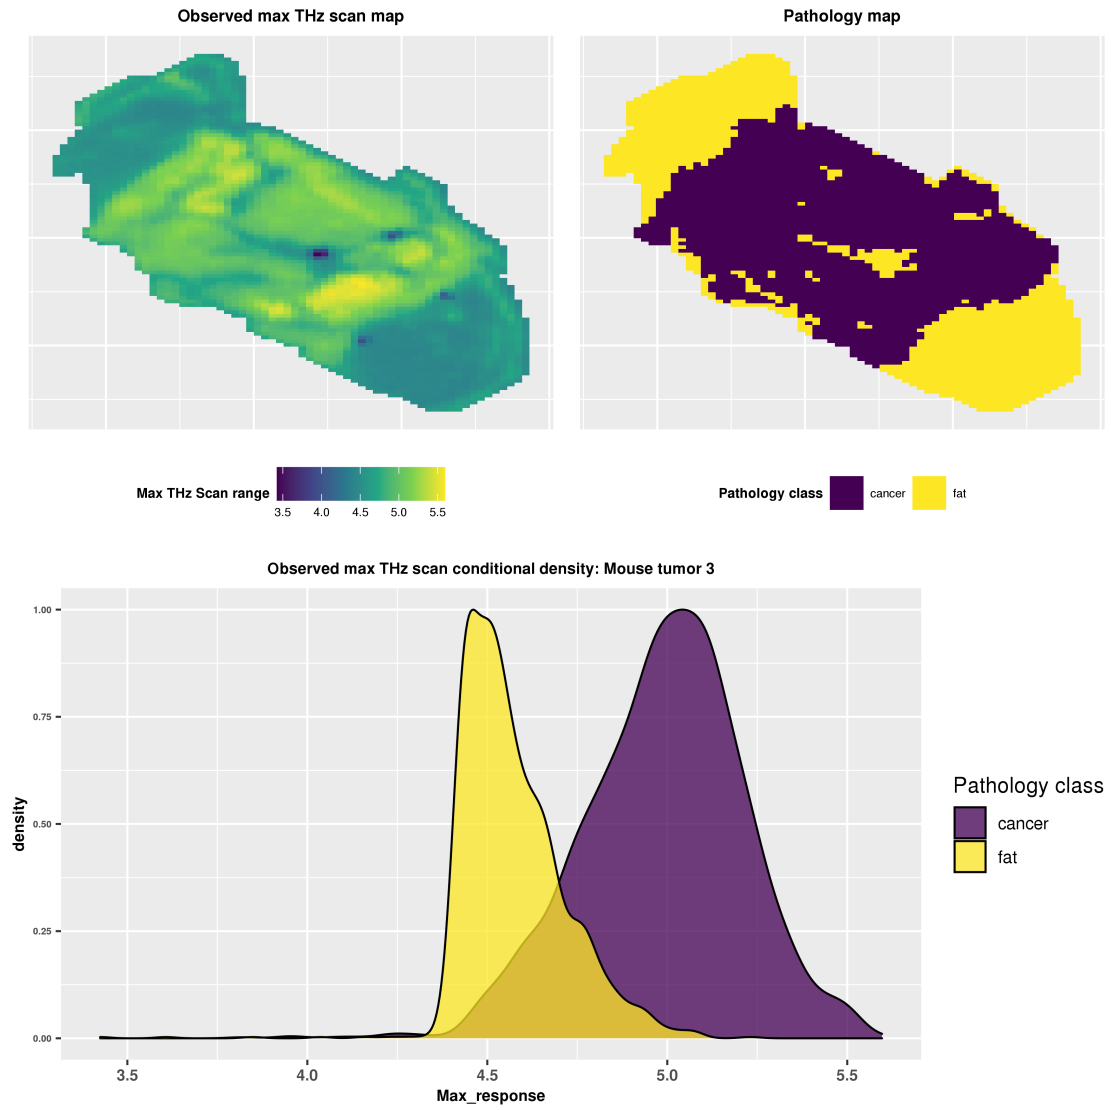 Observed max THz scan map
Pathology map
Max THz Scan range
3.5 4.0 4.5 5.0 5.5
Pathology class cancer fat
Observed max THz scan conditional density: Mouse tumor 3
1.00
0.75
0.50
0.25
0.00
density
3.5 4.0 4.5 5.0 5.5
Max_response
Pathology class
cancer
fat